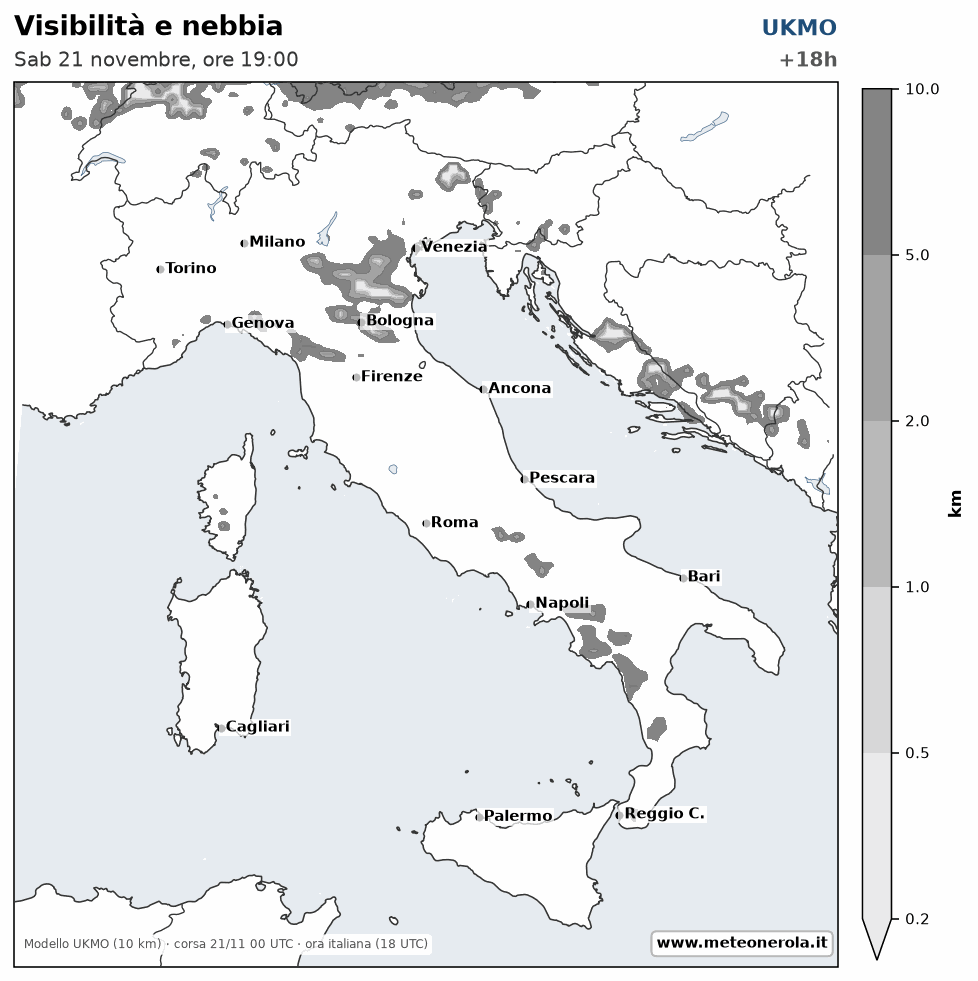 Visibilità e nebbia
UKMO
Sab 21 novembre, ore 19:00
+18h
10.0
5.0
2.0
1.0
0.5
0.2
km
Milano
Venezia
Torino
Genova
Bologna
Firenze
Ancona
Pescara
Roma
Bari
Napoli
Cagliari
Palermo
Reggio C.
Modello UKMO (10 km) · corsa 21/11 00 UTC · ora italiana (18 UTC)
www.meteonerola.it